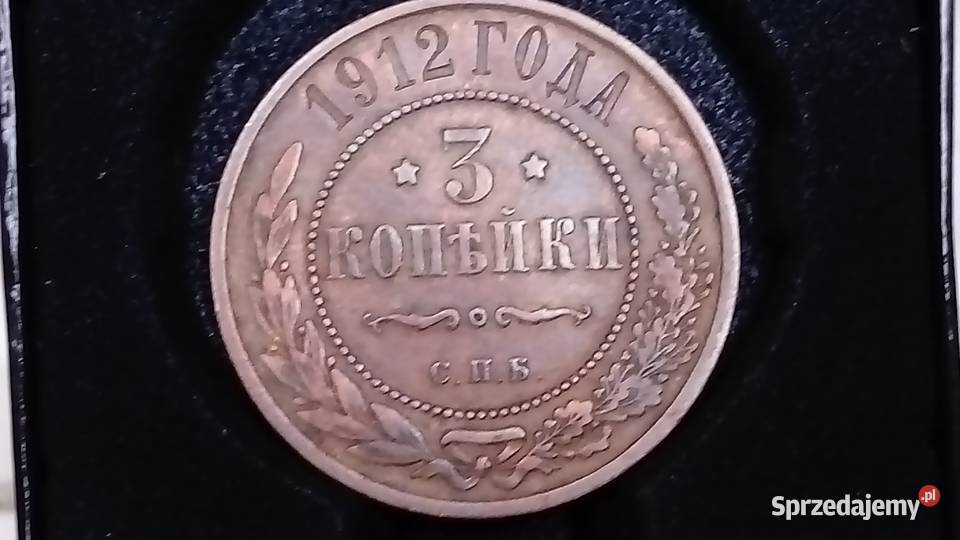 1912 ГОДА
3
КОПѢЙКИ
С.П.Б.
Sprzedajemy.pl